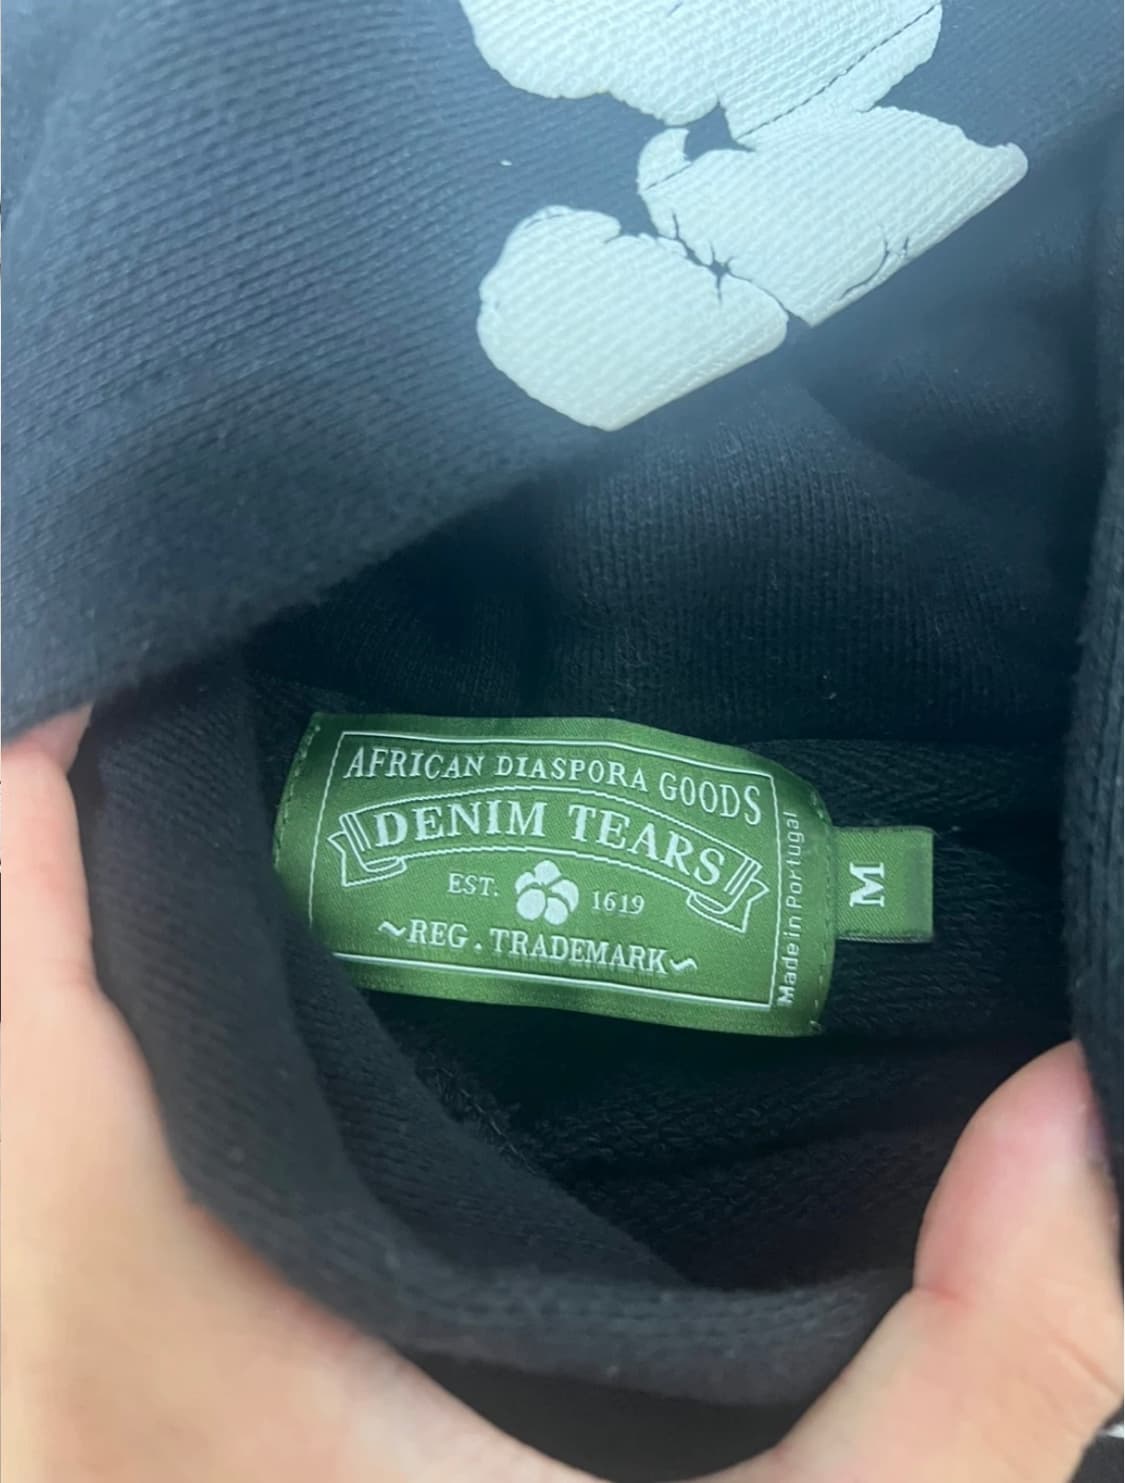 AFRICAN DIASPORA GOODS
DENIM TEARS
EST. 1619
~REG. TRADEMARK~
Made in Portugal
M